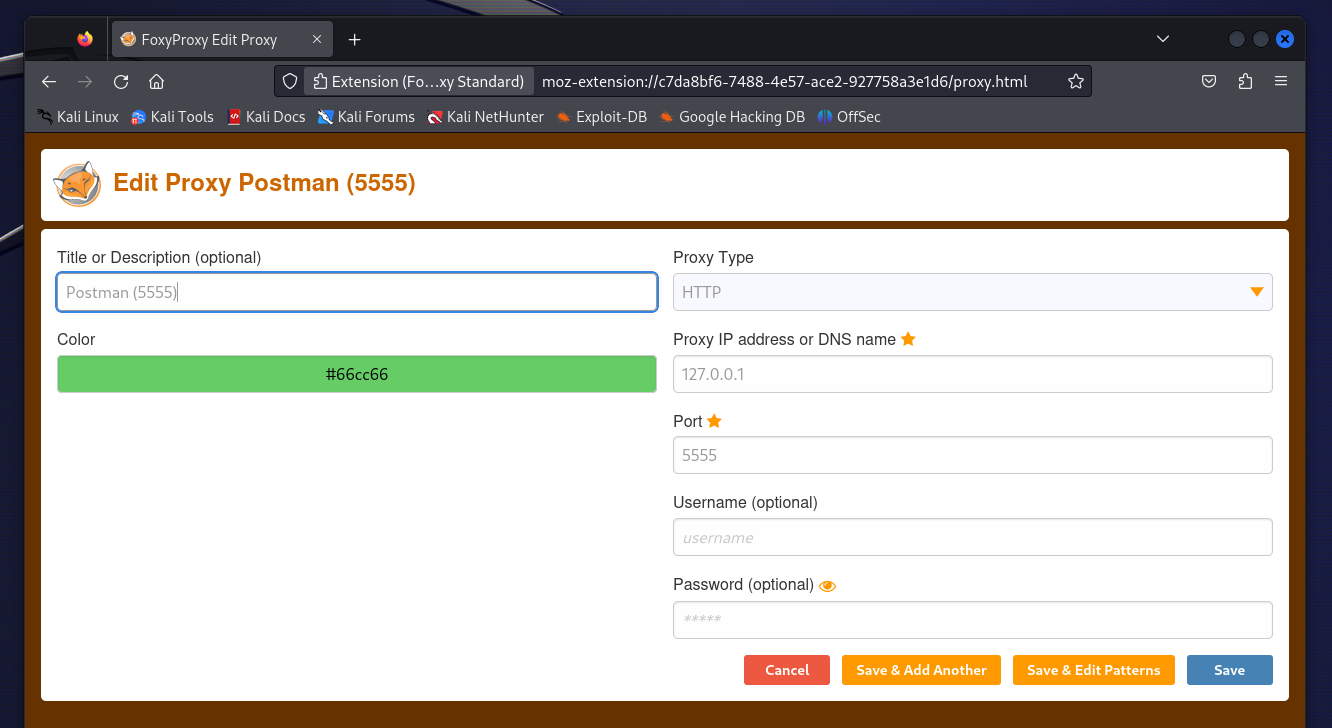 FoxyProxy Edit Proxy
Extension (Fo...xy Standard) moz-extension://c7da8bf6-7488-4e57-ace2-927758a3e1d6/proxy.html
Kali Linux Kali Tools Kali Docs Kali Forums Kali NetHunter Exploit-DB Google Hacking DB OffSec
Edit Proxy Postman (5555)
Title or Description (optional)
Postman (5555)
Color
#66cc66
Proxy Type
HTTP
Proxy IP address or DNS name
127.0.0.1
Port
5555
Username (optional)
username
Password (optional)
*****
Cancel Save & Add Another Save & Edit Patterns Save